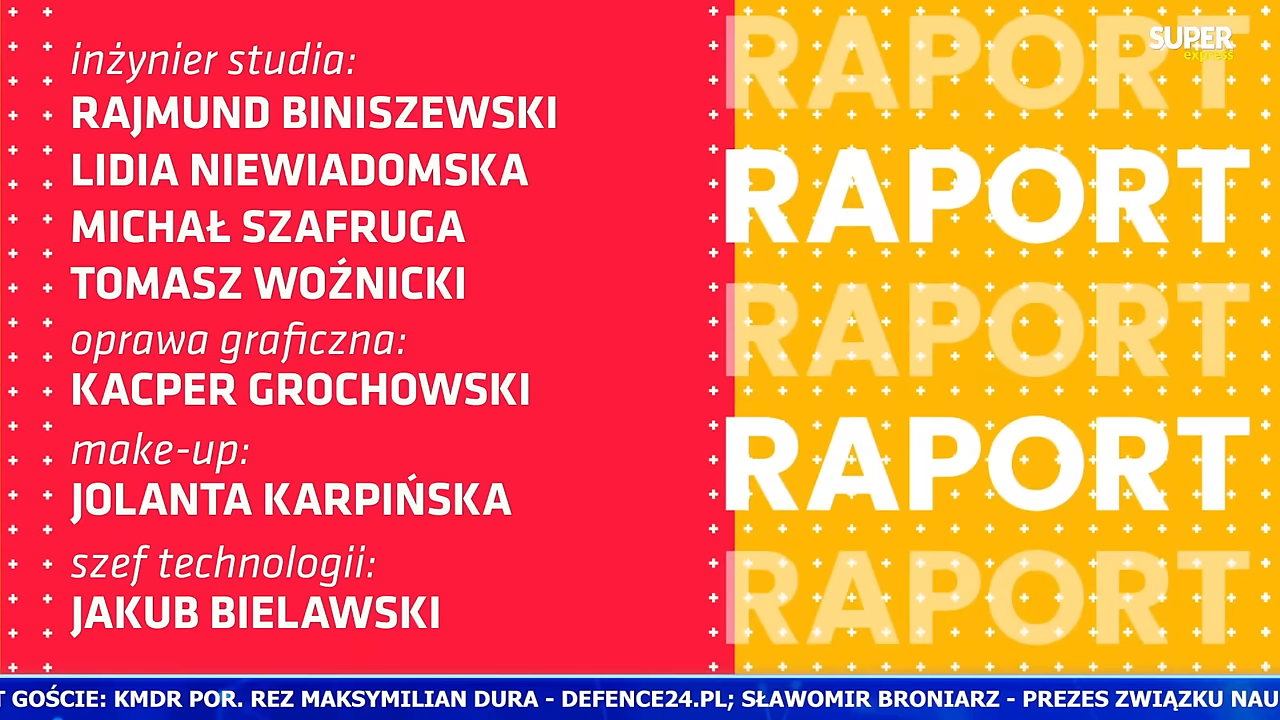 inżynier studia:
RAJMUND BINISZEWSKI
LIDIA NIEWIADOMSKA
MICHAŁ SZAFRUGA
TOMASZ WOŹNICKI
oprawa graficzna:
KACPER GROCHOWSKI
make-up:
JOLANTA KARPIŃSKA
szef technologii:
JAKUB BIELAWSKI
RAPORT
SUPER
express
RAPORT
RAPORT
RAPORT
RAPORT
T GOŚCIE: KMDR POR. REZ MAKSYMILIAN DURA - DEFENCE24.PL; SŁAWOMIR BRONIARZ - PREZES ZWIĄZKU NAU